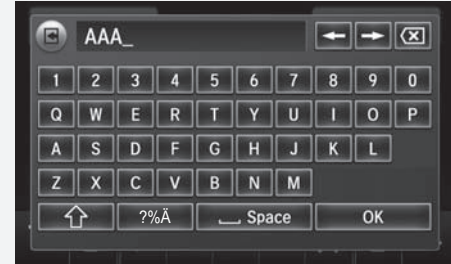 AAA_
1 2 3 4 5 6 7 8 9 0
Q W E R T Y U I O P
A S D F G H J K L
Z X C V B N M
?%Ä Space OK